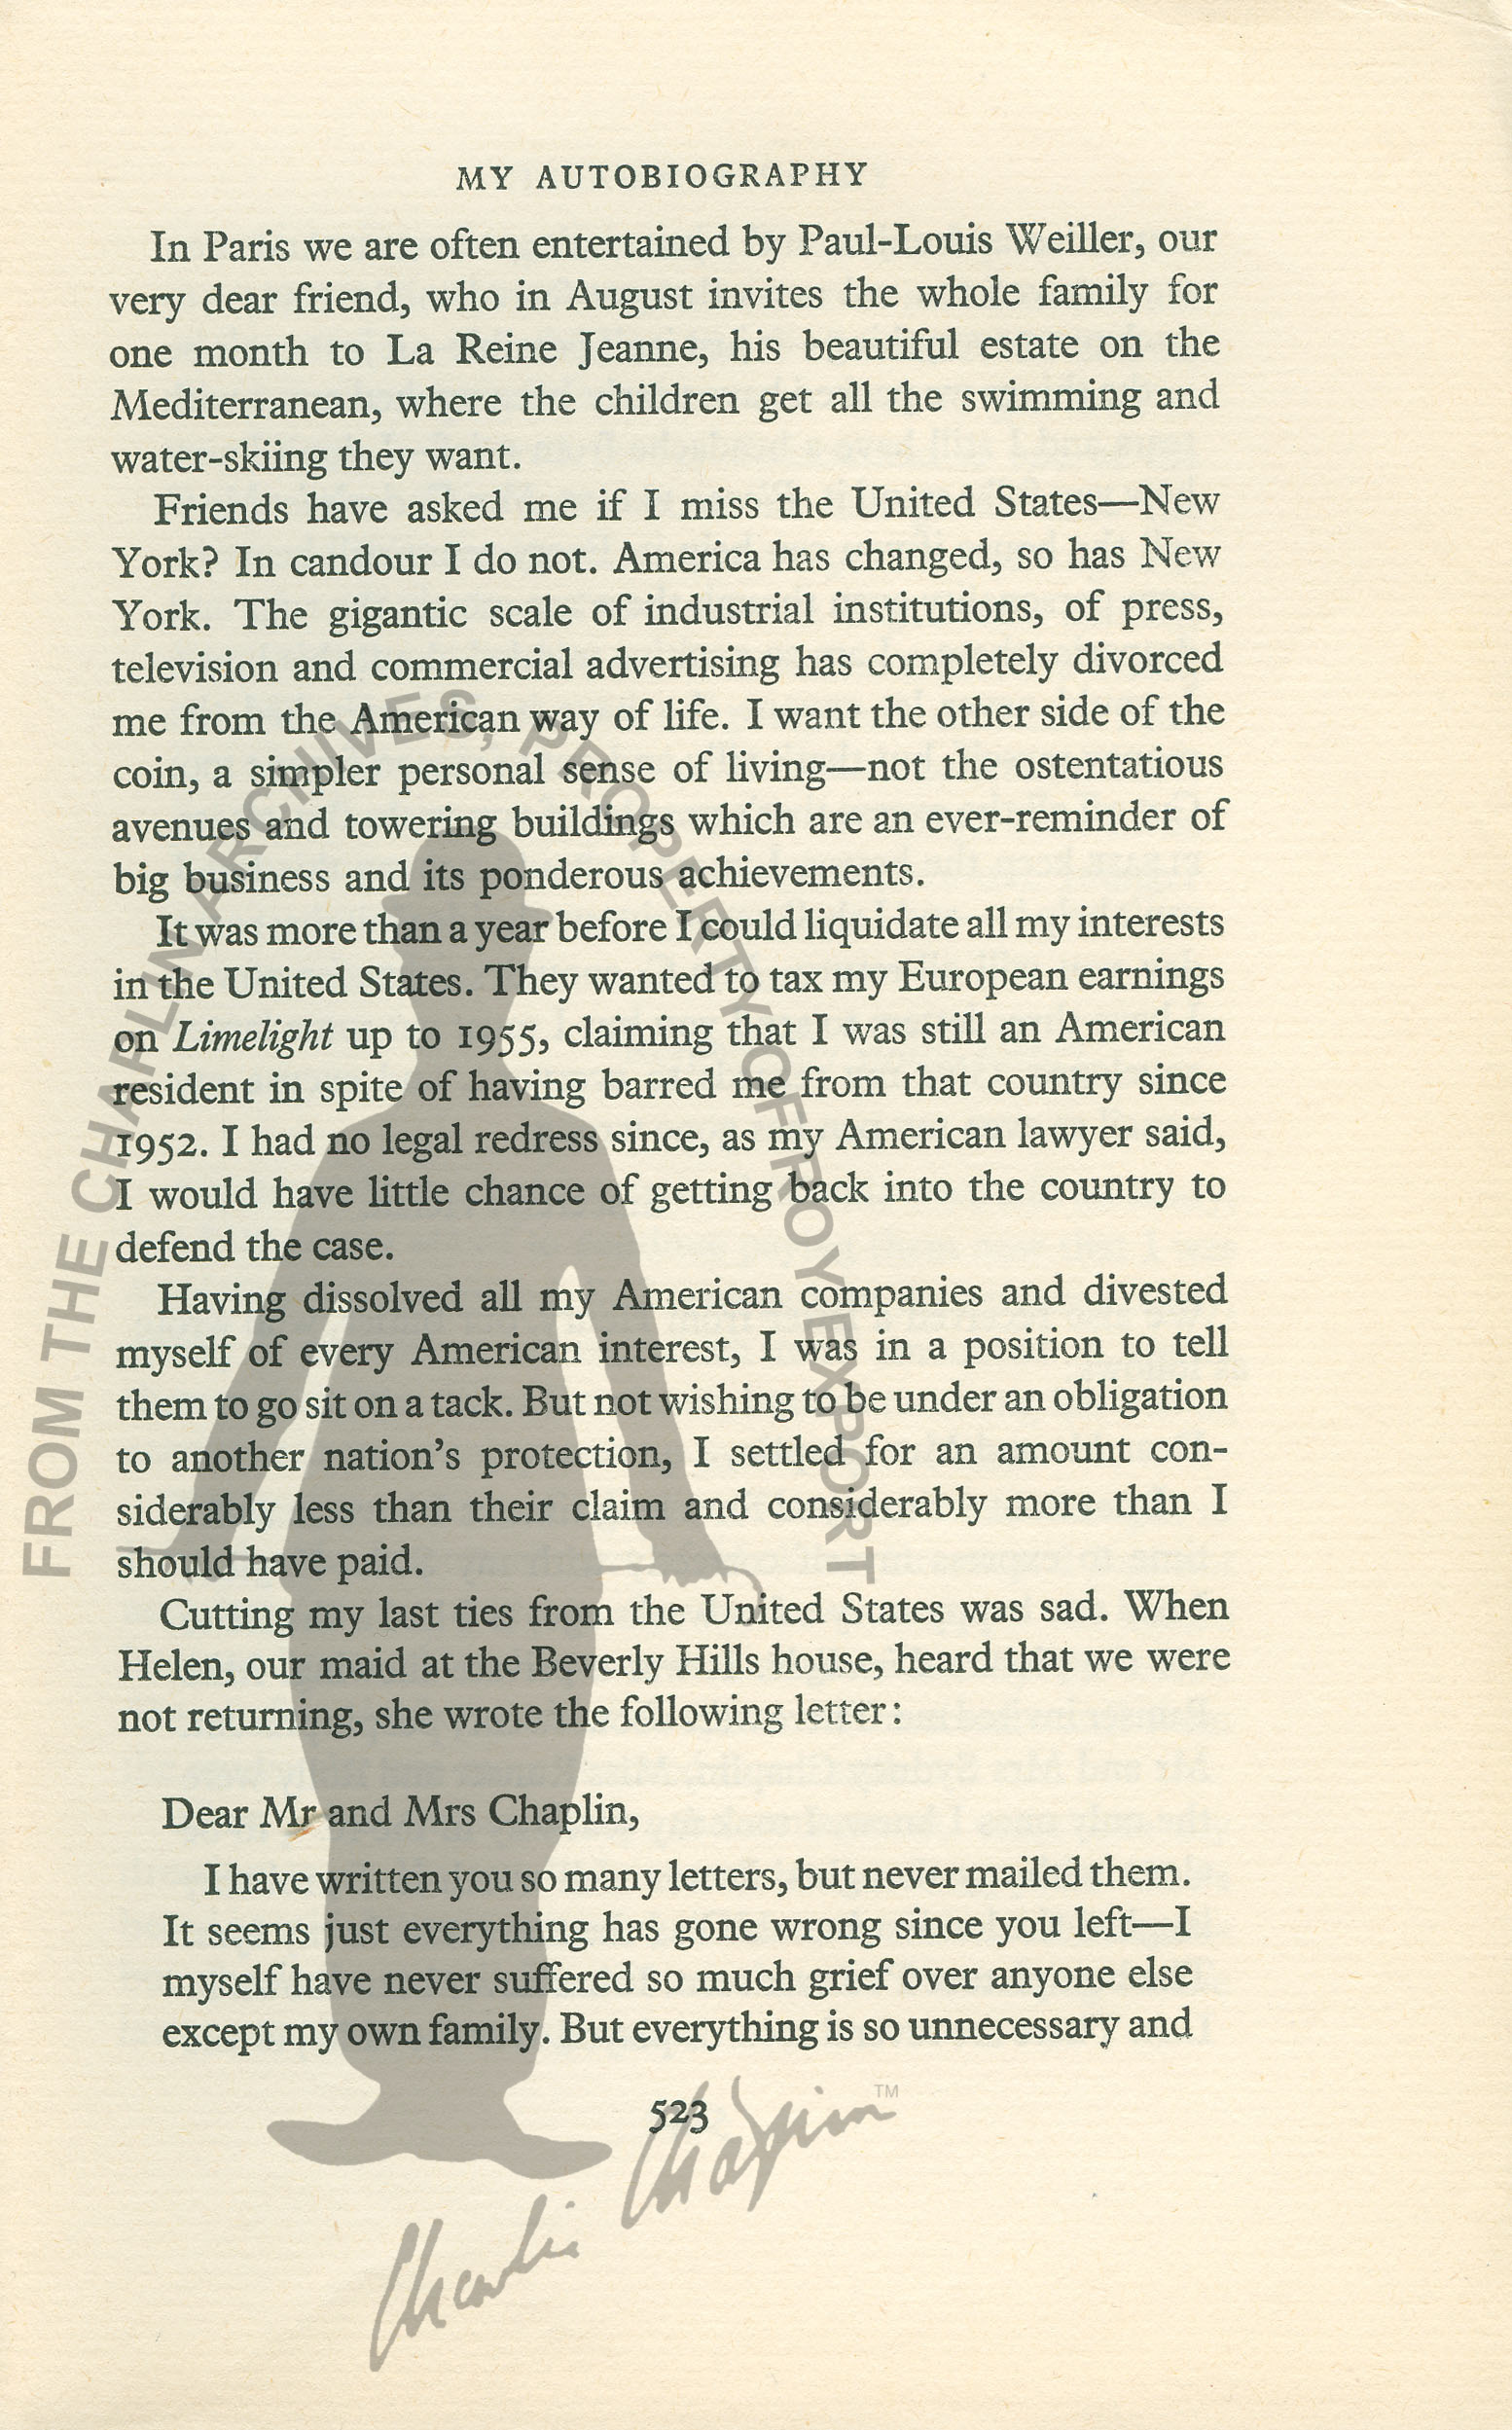 MY AUTOBIOGRAPHY
In Paris we are often entertained by Paul-Louis Weiller, our
very dear friend, who in August invites the whole family for
one month to La Reine Jeanne, his beautiful estate on the
Mediterranean, where the children get all the swimming and
water-skiing they want.
Friends have asked me if I miss the United States—New
York? In candour I do not. America has changed, so has New
York. The gigantic scale of industrial institutions, of press,
television and commercial advertising has completely divorced
me from the American way of life. I want the other side of the
coin, a simpler personal sense of living—not the ostentatious
avenues and towering buildings which are an ever-reminder of
big business and its ponderous achievements.
It was more than a year before I could liquidate all my interests
in the United States. They wanted to tax my European earnings
on Limelight up to 1955, claiming that I was still an American
resident in spite of having barred me from that country since
1952. I had no legal redress since, as my American lawyer said,
I would have little chance of getting back into the country to
defend the case.
Having dissolved all my American companies and divested
myself of every American interest, I was in a position to tell
them to go sit on a tack. But not wishing to be under an obligation
to another nation's protection, I settled for an amount con-
siderably less than their claim and considerably more than I
should have paid.
Cutting my last ties from the United States was sad. When
Helen, our maid at the Beverly Hills house, heard that we were
not returning, she wrote the following letter:
Dear Mr and Mrs Chaplin,
I have written you so many letters, but never mailed them.
It seems just everything has gone wrong since you left—I
myself have never suffered so much grief over anyone else
except my own family. But everything is so unnecessary and
523
FROM THE CHAPLIN ARCHIVES, PROPERTY OF ROY EXPORT
Charlie Chaplin™